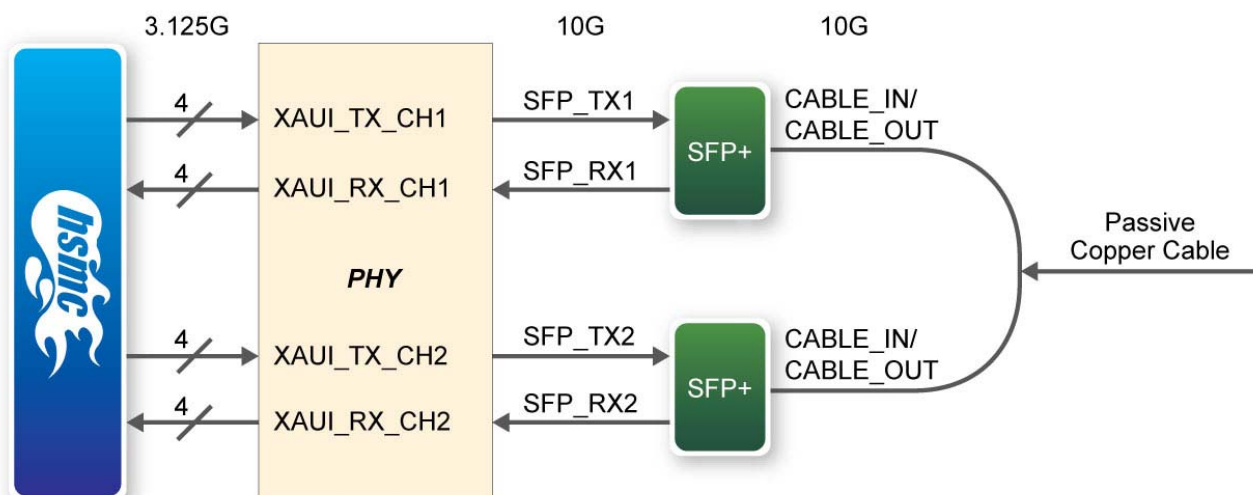 3.125G
10G
10G
4
XAUI_TX_CH1
SFP_TX1
CABLE_IN/
CABLE_OUT
SFP+
4
XAUI_RX_CH1
SFP_RX1
hsmc
PHY
Passive
Copper Cable
4
XAUI_TX_CH2
SFP_TX2
CABLE_IN/
CABLE_OUT
SFP+
4
XAUI_RX_CH2
SFP_RX2